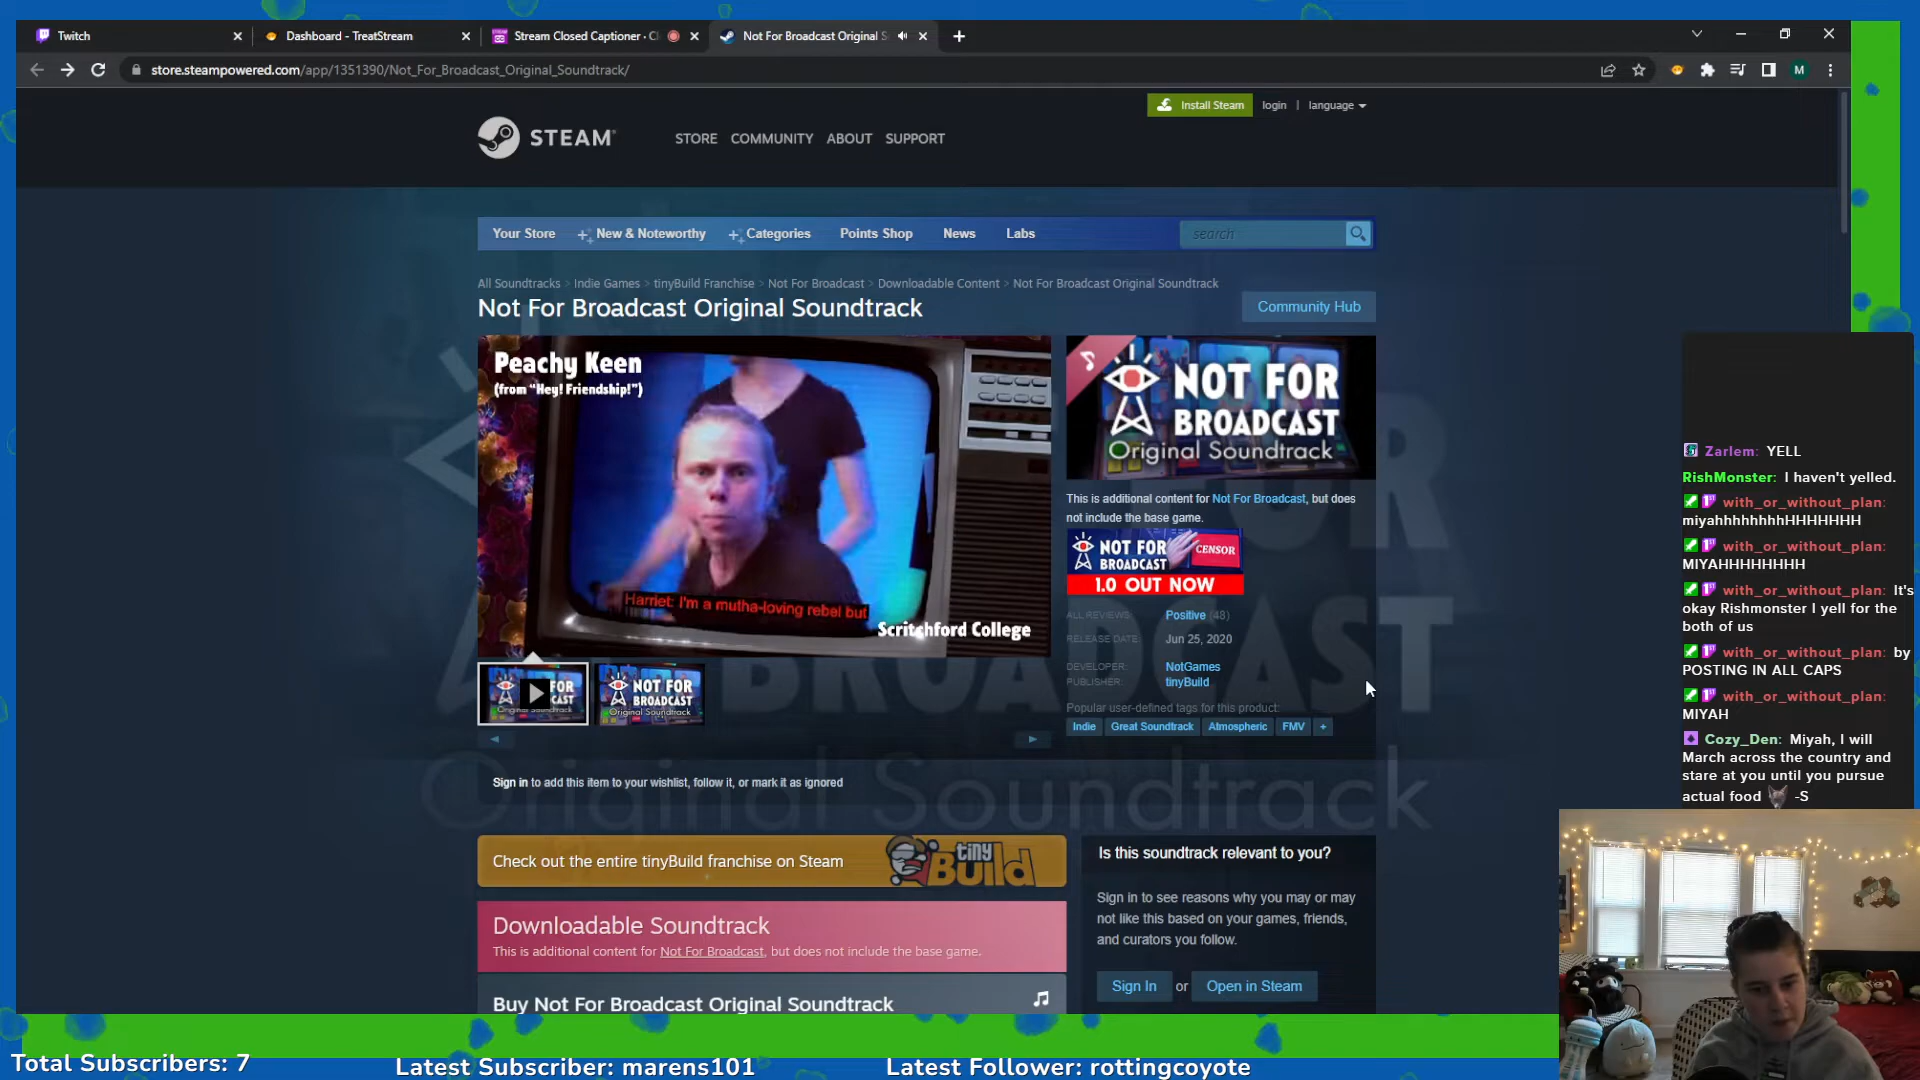 Twitch
Dashboard - TreatStream
Stream Closed Captioner - C
Not For Broadcast Original S
store.steampowered.com/app/1351390/Not_For_Broadcast_Original_Soundtrack/
M
Install Steam
login | language
STEAM
STORE COMMUNITY ABOUT SUPPORT
Your Store New & Noteworthy Categories Points Shop News Labs
search
All Soundtracks > Indie Games > tinyBuild Franchise > Not For Broadcast > Downloadable Content > Not For Broadcast Original Soundtrack
Not For Broadcast Original Soundtrack
Community Hub
Peachy Keen
(from "Hey! Friendship!")
Harriet: I'm a mutha-loving rebel but
Scritchford College
NOT FOR
BROADCAST
Original Soundtrack
This is additional content for Not For Broadcast, but does
not include the base game.
NOT FOR
BROADCAST
CENSOR
1.0 OUT NOW
ALL REVIEWS: Positive (48)
RELEASE DATE: Jun 25, 2020
DEVELOPER: NotGames
PUBLISHER: tinyBuild
Popular user-defined tags for this product:
Indie Great Soundtrack Atmospheric FMV +
Sign in to add this item to your wishlist, follow it, or mark it as ignored
Check out the entire tinyBuild franchise on Steam
tiny
Build
Downloadable Soundtrack
This is additional content for Not For Broadcast, but does not include the base game.
Buy Not For Broadcast Original Soundtrack
Is this soundtrack relevant to you?
Sign in to see reasons why you may or may
not like this based on your games, friends,
and curators you follow.
Sign In or Open in Steam
Zarlem: YELL
RishMonster: I haven't yelled.
with_or_without_plan:
miyahhhhhhhHHHHHHH
with_or_without_plan:
MIYAHHHHHHHH
with_or_without_plan: It's
okay Rishmonster I yell for the
both of us
with_or_without_plan: by
POSTING IN ALL CAPS
with_or_without_plan:
MIYAH
Cozy_Den: Miyah, I will
March across the country and
stare at you until you pursue
actual food -S
Total Subscribers: 7
Latest Subscriber: marens101
Latest Follower: rottingcoyote